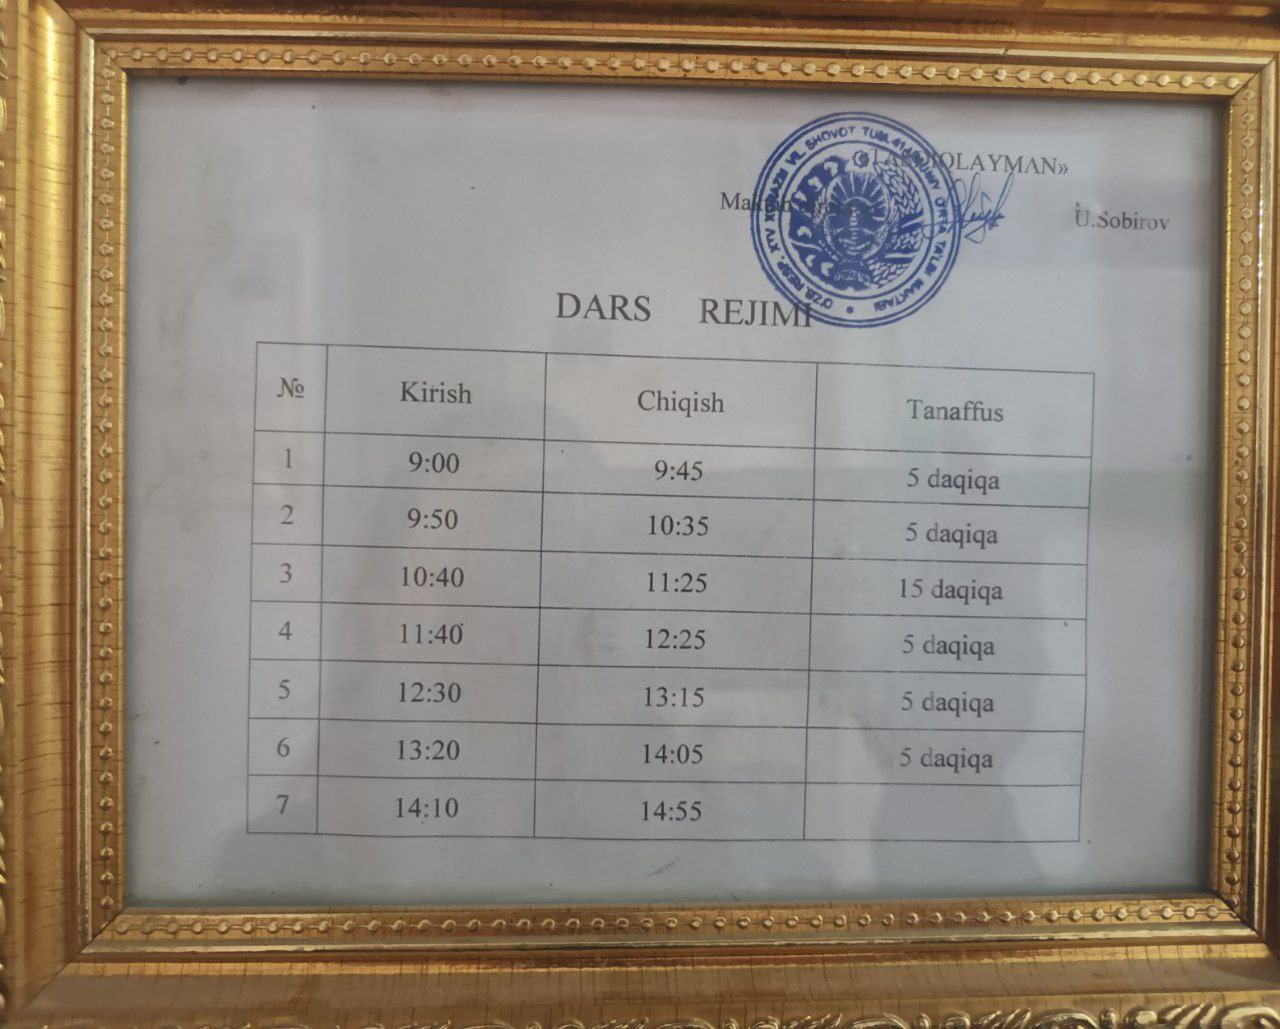 «TASDIQLAYMAN»
Maktab U.Sobirov
DARS REJIMI
№ Kirish Chiqish Tanaffus
1 9:00 9:45 5 daqiqa
2 9:50 10:35 5 daqiqa
3 10:40 11:25 15 daqiqa
4 11:40 12:25 5 daqiqa
5 12:30 13:15 5 daqiqa
6 13:20 14:05 5 daqiqa
7 14:10 14:55